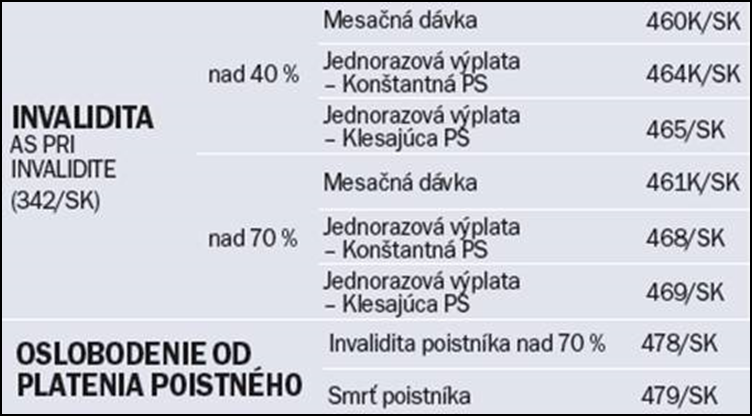 INVALIDITA
AS PRI
INVALIDITE
(342/SK)
nad 40 %
Mesačná dávka 460K/SK
Jednorazová výplata
– Konštantná PS 464K/SK
Jednorazová výplata
– Klesajúca PS 465/SK
nad 70 %
Mesačná dávka 461K/SK
Jednorazová výplata
– Konštantná PS 468/SK
Jednorazová výplata
– Klesajúca PS 469/SK
OSLOBODENIE OD
PLATENIA POISTNÉHO
Invalidita poistníka nad 70 % 478/SK
Smrť poistníka 479/SK